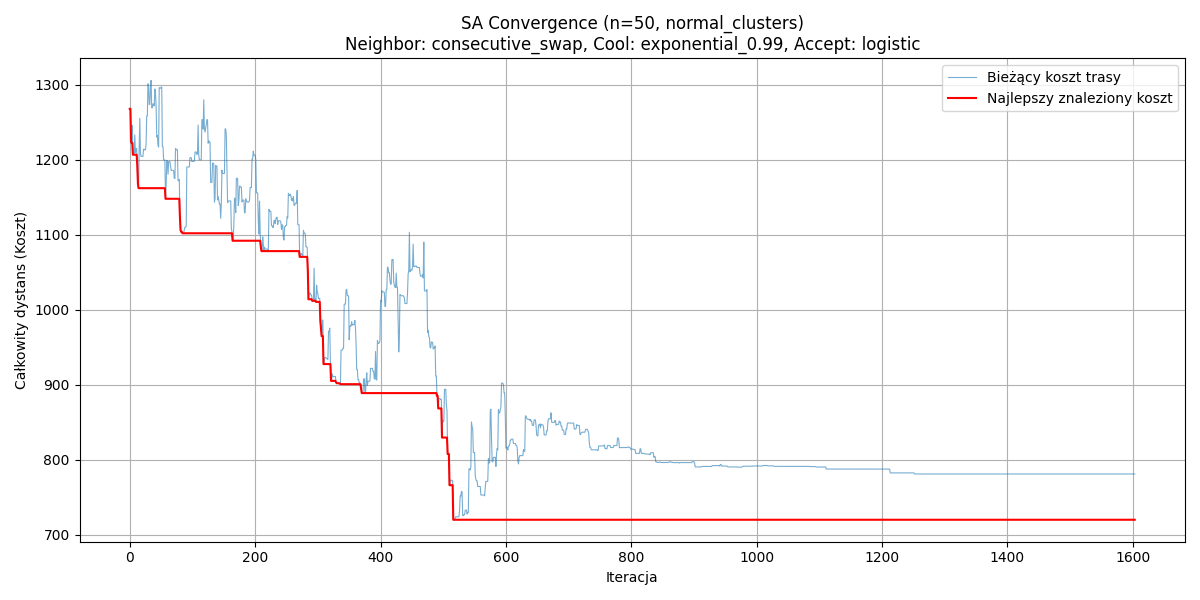 SA Convergence (n=50, normal_clusters)
Neighbor: consecutive_swap, Cool: exponential_0.99, Accept: logistic
Bieżący koszt trasy
Najlepszy znaleziony koszt
Całkowity dystans (Koszt)
1300
1200
1100
1000
900
800
700
0 200 400 600 800 1000 1200 1400 1600
Iteracja